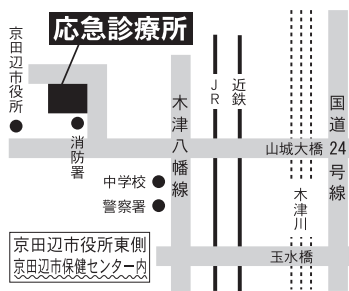 応急診療所
京田辺市役所
消防署
木津八幡線
JR
近鉄
国道24号線
山城大橋
中学校
警察署
木津川
玉水橋
京田辺市役所東側
京田辺市保健センター内